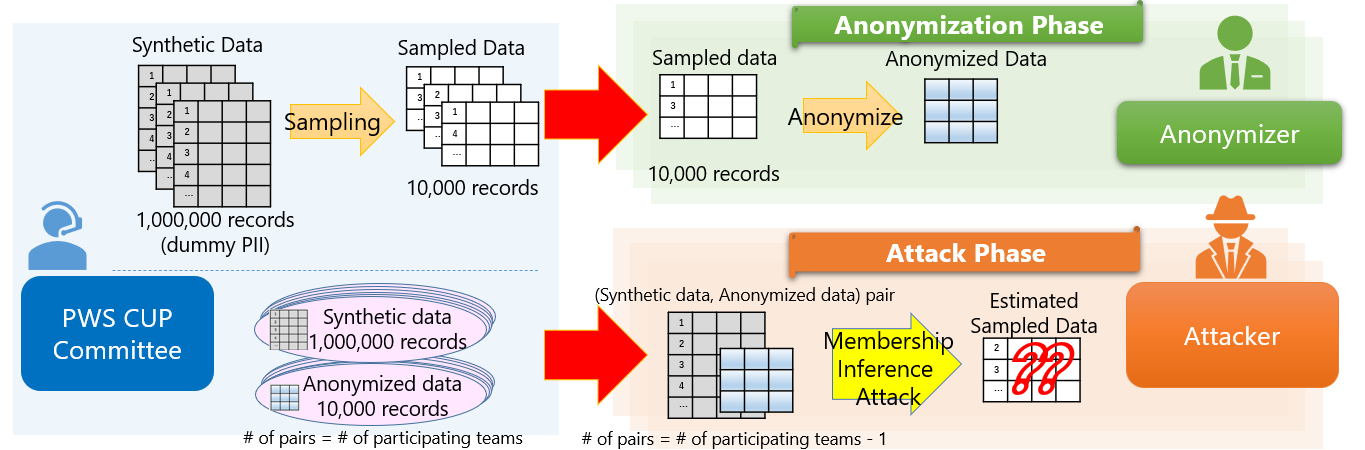 Synthetic Data
1
2
3
4
...
1
2
3
4
...
1
2
3
4
...
1,000,000 records
(dummy PII)
Sampling
Sampled Data
1
3
...
2
3
...
1
4
...
10,000 records
PWS CUP
Committee
Synthetic data
1,000,000 records
Anonymized data
10,000 records
# of pairs = # of participating teams
Anonymization Phase
Sampled data
1
3
...
10,000 records
Anonymize
Anonymized Data
Anonymizer
Attack Phase
(Synthetic data, Anonymized data) pair
1
2
3
4
...
# of pairs = # of participating teams - 1
Membership
Inference
Attack
Estimated
Sampled Data
2
3
...
??
Attacker